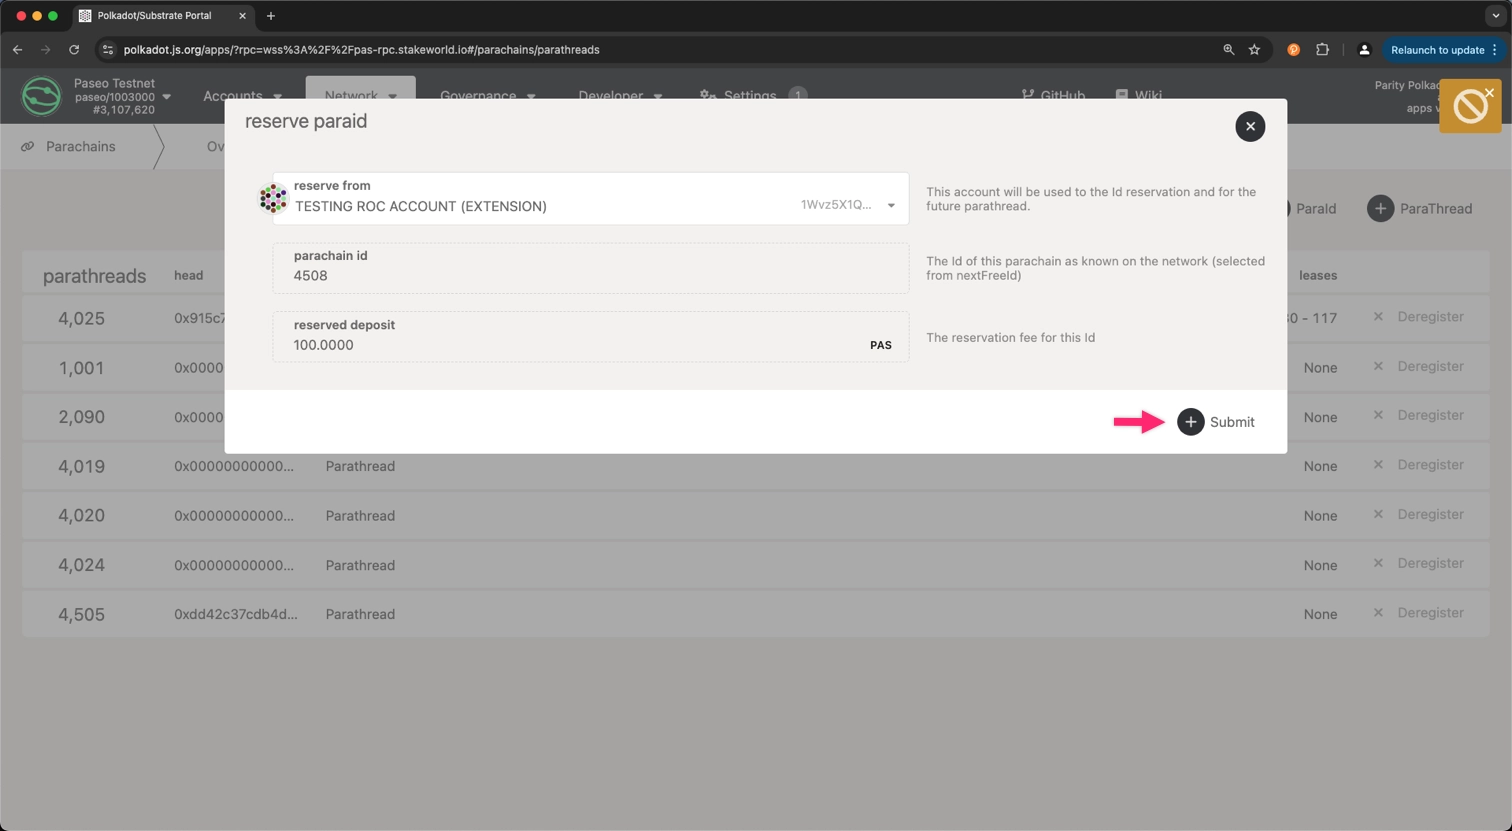 Polkadot/Substrate Portal
polkadot.js.org/apps/?rpc=wss%3A%2F%2Fpas-rpc.stakeworld.io#/parachains/parathreads
Relaunch to update
Paseo Testnet
paseo/1003000
#3,107,620
Accounts
Network
Governance
Developer
Settings
1
GitHub
Wiki
Parity Polkad
apps v
Parachains
Ov
reserve paraid
reserve from
TESTING ROC ACCOUNT (EXTENSION)
1Wvz5X1Q...
This account will be used to the Id reservation and for the
future parathread.
parachain id
4508
The Id of this parachain as known on the network (selected
from nextFreeId)
reserved deposit
100.0000
PAS
The reservation fee for this Id
Submit
ParaId
ParaThread
parathreads head leases
4,025 0x915c7 0 - 117 Deregister
1,001 0x0000 None Deregister
2,090 0x0000 None Deregister
4,019 0x00000000000... Parathread None Deregister
4,020 0x00000000000... Parathread None Deregister
4,024 0x00000000000... Parathread None Deregister
4,505 0xdd42c37cdb4d... Parathread None Deregister